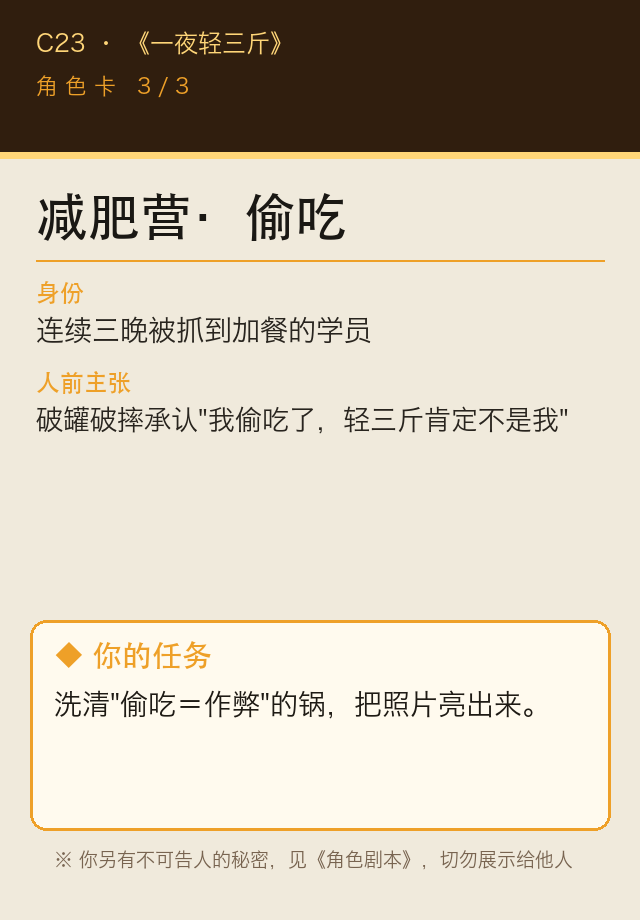 C23 · 《一夜轻三斤》
角色卡 3/3
减肥营· 偷吃
身份
连续三晚被抓到加餐的学员
人前主张
破罐破摔承认"我偷吃了，轻三斤肯定不是我"
◆ 你的任务
洗清"偷吃＝作弊"的锅，把照片亮出来。
※ 你另有不可告人的秘密，见《角色剧本》，切勿展示给他人